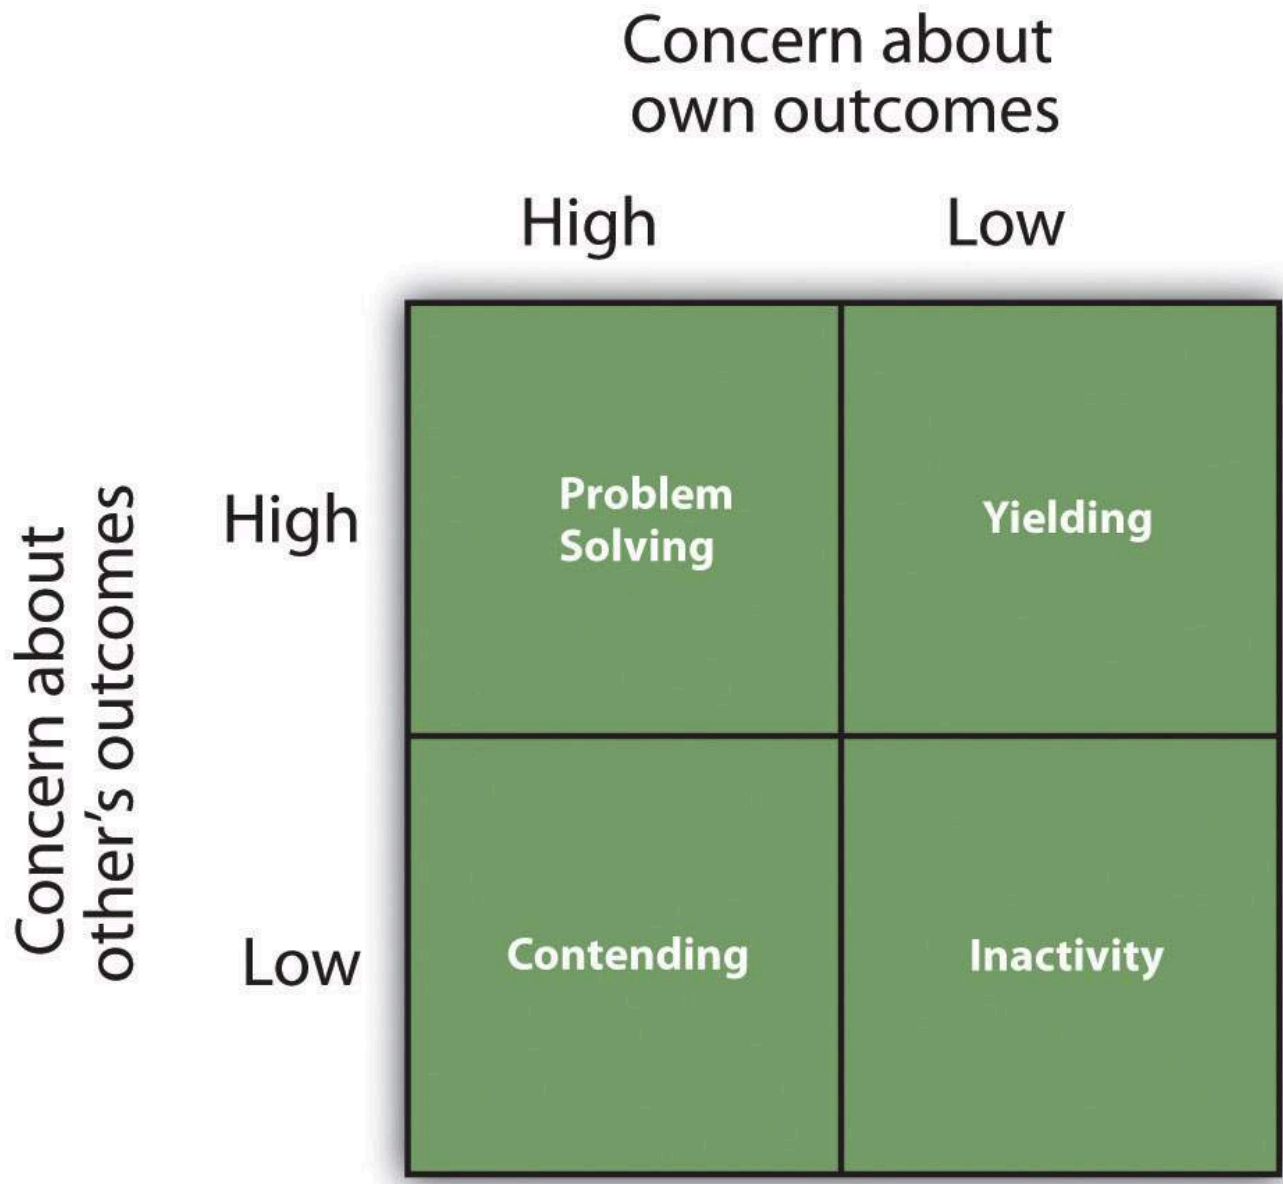 Concern about
own outcomes
High
Low
Concern about
other's outcomes
High
Problem
Solving
Yielding
Low
Contending
Inactivity